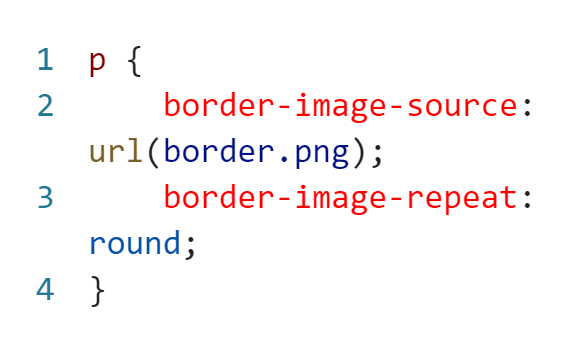 1 p {
2 border-image-source:
url(border.png);
3 border-image-repeat:
round;
4 }